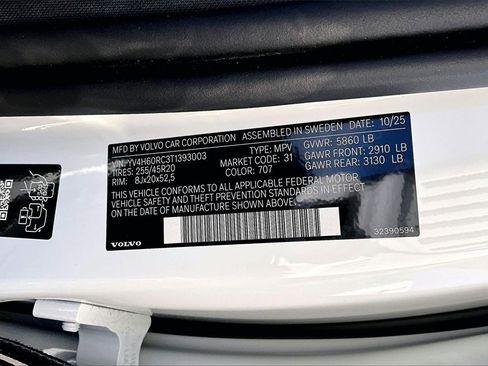 MFD BY VOLVO CAR CORPORATION ASSEMBLED IN SWEDEN DATE: 10/25
VIN: YV4H60RC3T1393003 TYPE: MPV GVWR: 5860 LB
TIRES: 255/45R20 MARKET CODE: 31 GAWR FRONT: 2910 LB
RIM: 8Jx20x52,5 COLOR: 707 GAWR REAR: 3130 LB
THIS VEHICLE CONFORMS TO ALL APPLICABLE FEDERAL MOTOR
VEHICLE SAFETY AND THEFT PREVENTION STANDARDS IN EFFECT
ON THE DATE OF MANUFACTURE SHOWN ABOVE.
VOLVO
32390594